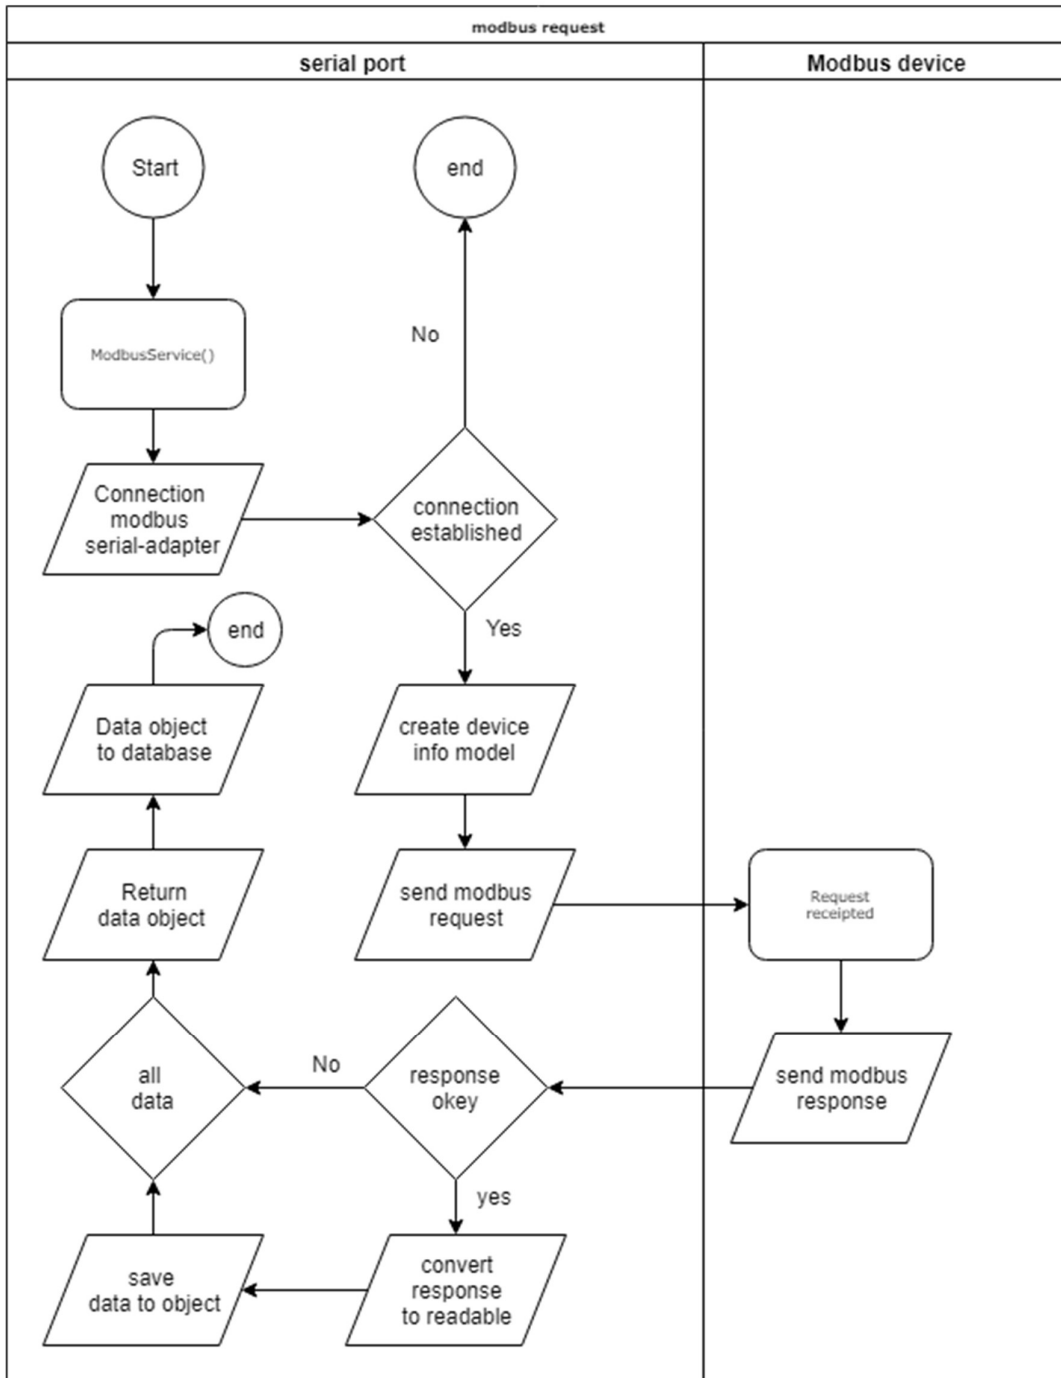 modbus request
serial port
Modbus device
Start
end
No
ModbusService()
Connection
modbus
serial-adapter
connection
established
Yes
end
Data object
to database
create device
info model
Return
data object
send modbus
request
Request
receipted
all
data
No
response
okey
send modbus
response
yes
save
data to object
convert
response
to readable